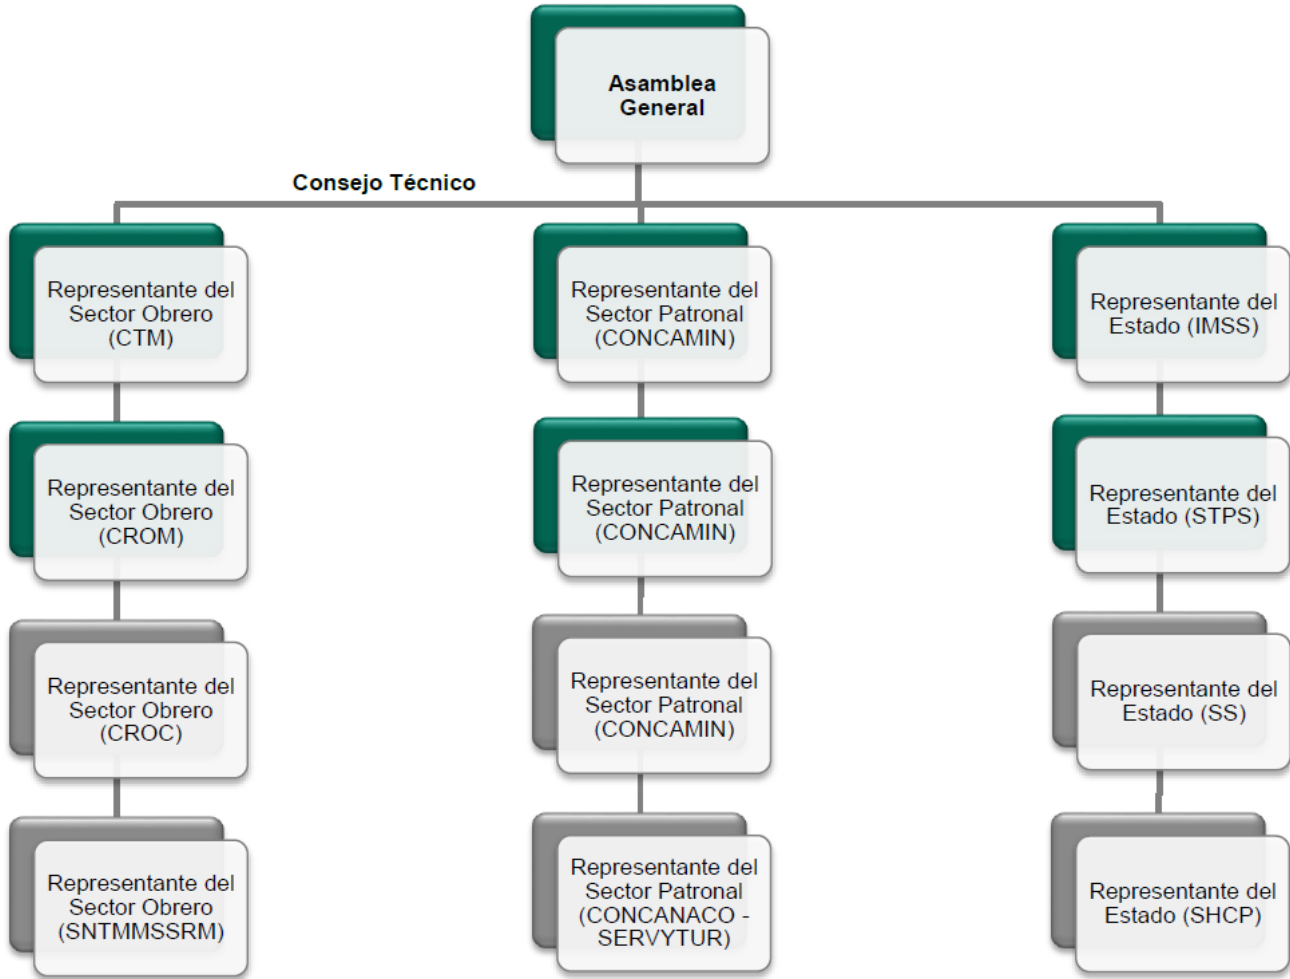 Asamblea
General
Consejo Técnico
Representante del
Sector Obrero
(CTM)
Representante del
Sector Patronal
(CONCAMIN)
Representante del
Estado (IMSS)
Representante del
Sector Obrero
(CROM)
Representante del
Sector Patronal
(CONCAMIN)
Representante del
Estado (STPS)
Representante del
Sector Obrero
(CROC)
Representante del
Sector Patronal
(CONCAMIN)
Representante del
Estado (SS)
Representante del
Sector Obrero
(SNTMMSSRM)
Representante del
Sector Patronal
(CONCANACO -
SERVYTUR)
Representante del
Estado (SHCP)